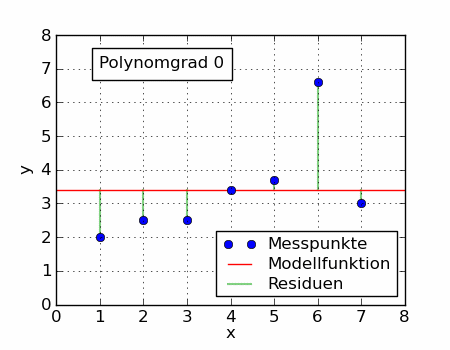 Polynomgrad 0
8
7
6
5
4
3
2
1
0
y
Messpunkte
Modellfunktion
Residuen
0 1 2 3 4 5 6 7 8
x